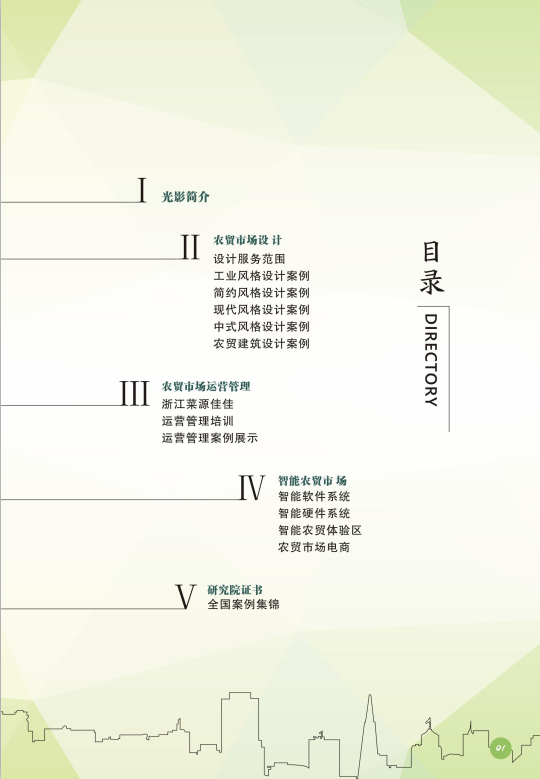 目录
DIRECTORY
I
光影简介
II
农贸市场设 计
设计服务范围
工业风格设计案例
简约风格设计案例
现代风格设计案例
中式风格设计案例
农贸建筑设计案例
III
农贸市场运营管理
浙江菜源佳佳
运营管理培训
运营管理案例展示
IV
智能农贸市 场
智能软件系统
智能硬件系统
智能农贸体验区
农贸市场电商
V
研究院证书
全国案例集锦
01